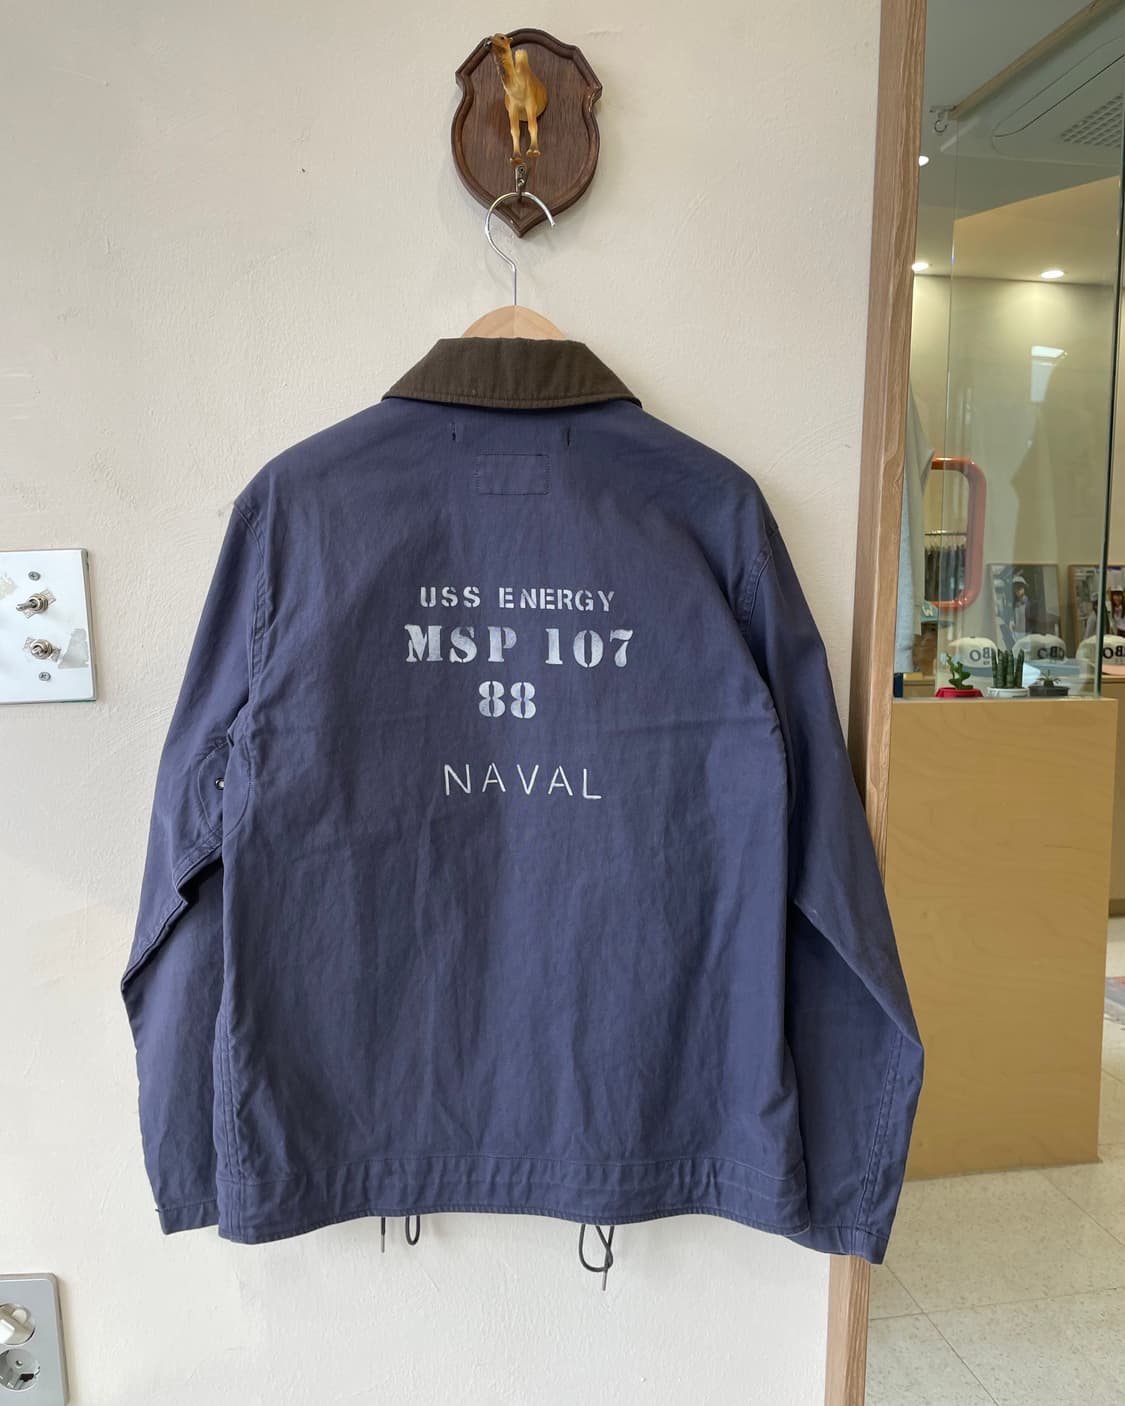 USS ENERGY
MSP 107
88
NAVAL